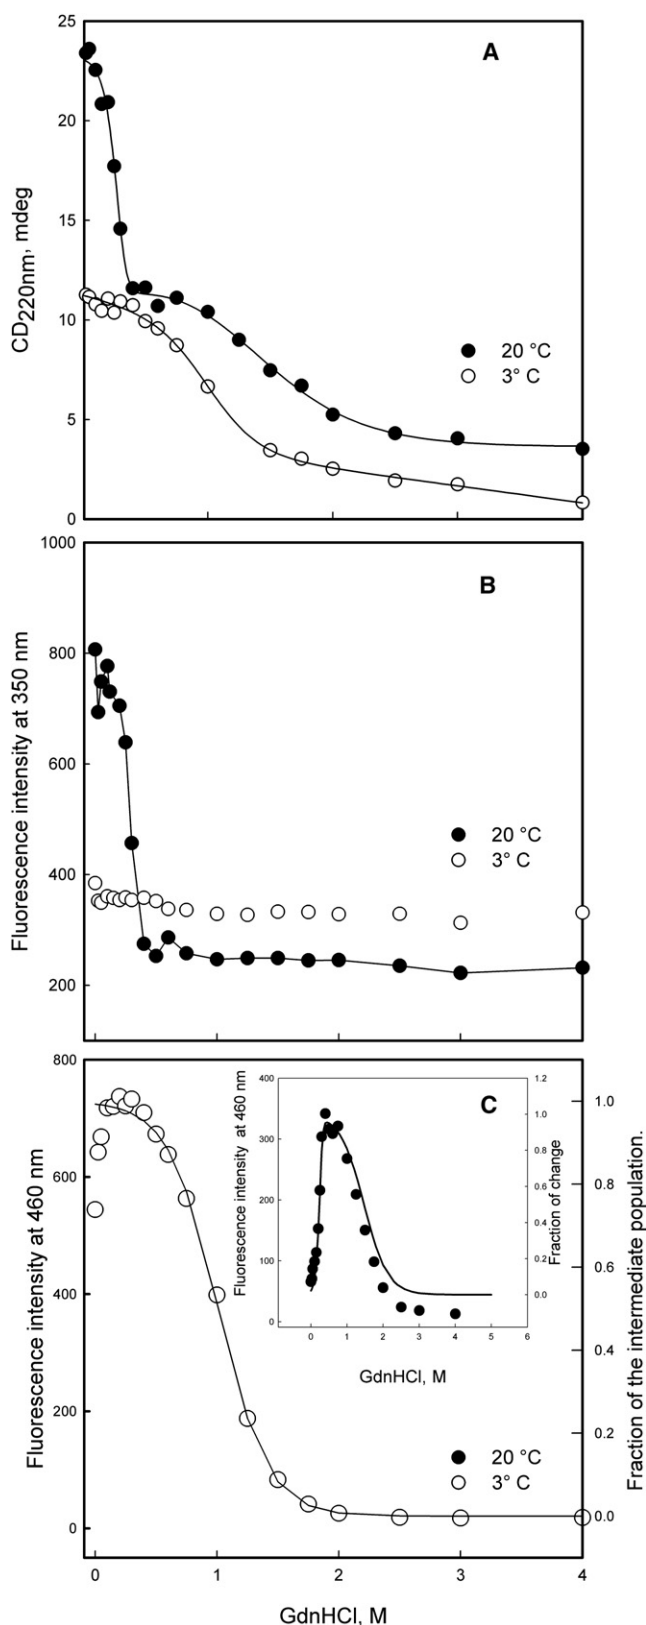 25
A
20
CD220nm, mdeg
15
10
20 °C
3° C
5
0
1000
B
800
Fluorescence intensity at 350 nm
600
20 °C
3° C
400
200
800
C
400
1.2
1.0
300
0.8
Fluorescence intensity at 460 nm
0.6
Fraction of change
200
0.4
0.2
100
0.0
0
0 1 2 3 4 5 6
GdnHCl, M
1.0
0.8
600
Fluorescence intensity at 460 nm
0.6
Fraction of the intermediate population.
400
0.4
200
0.2
20 °C
3° C
0.0
0
0 1 2 3 4
GdnHCl, M